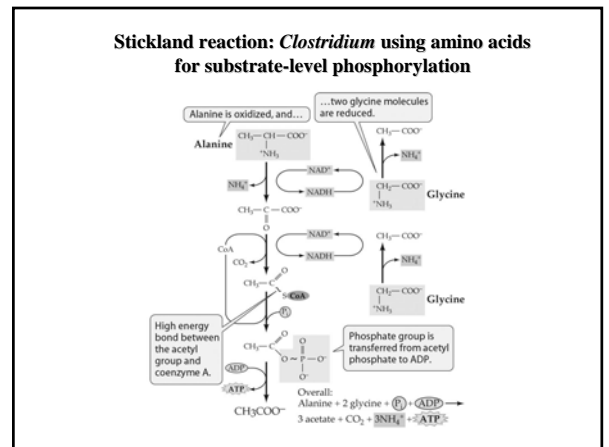 Stickland reaction: Clostridium using amino acids
for substrate-level phosphorylation
Alanine is oxidized, and…
…two glycine molecules
are reduced.
CH₃—CH—COO⁻
Alanine
⁺NH₃
CH₃—COO⁻
NH₄⁺
NAD⁺
NADH
NH₄⁺
CH₂—COO⁻
Glycine
⁺NH₃
CH₃—C—COO⁻
O
CoA
CO₂
NAD⁺
NADH
CH₃—COO⁻
NH₄⁺
CH₂—COO⁻
Glycine
⁺NH₃
O
CH₃—C
S CoA
Pᵢ
High energy
bond between
the acetyl
group and
coenzyme A.
O
CH₃—C
O
O ~ P — O⁻
O⁻
Phosphate group is
transferred from acetyl
phosphate to ADP.
ADP
ATP
CH3COO⁻
Overall:
Alanine + 2 glycine + Pᵢ + ADP →
3 acetate + CO₂ + 3NH₄⁺ + ATP